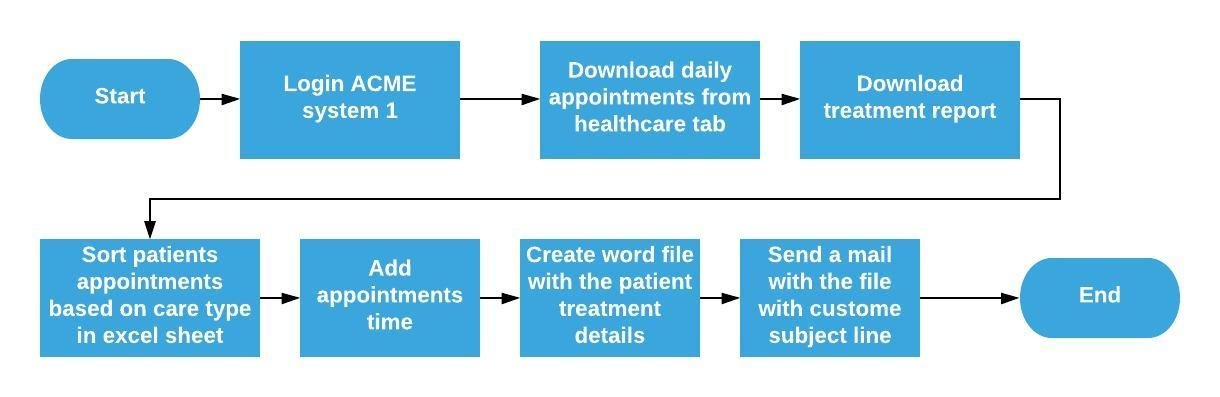 Start
Login ACME
system 1
Download daily
appointments from
healthcare tab
Download
treatment report
Sort patients
appointments
based on care type
in excel sheet
Add
appointments
time
Create word file
with the patient
treatment
details
Send a mail
with the file
with custome
subject line
End